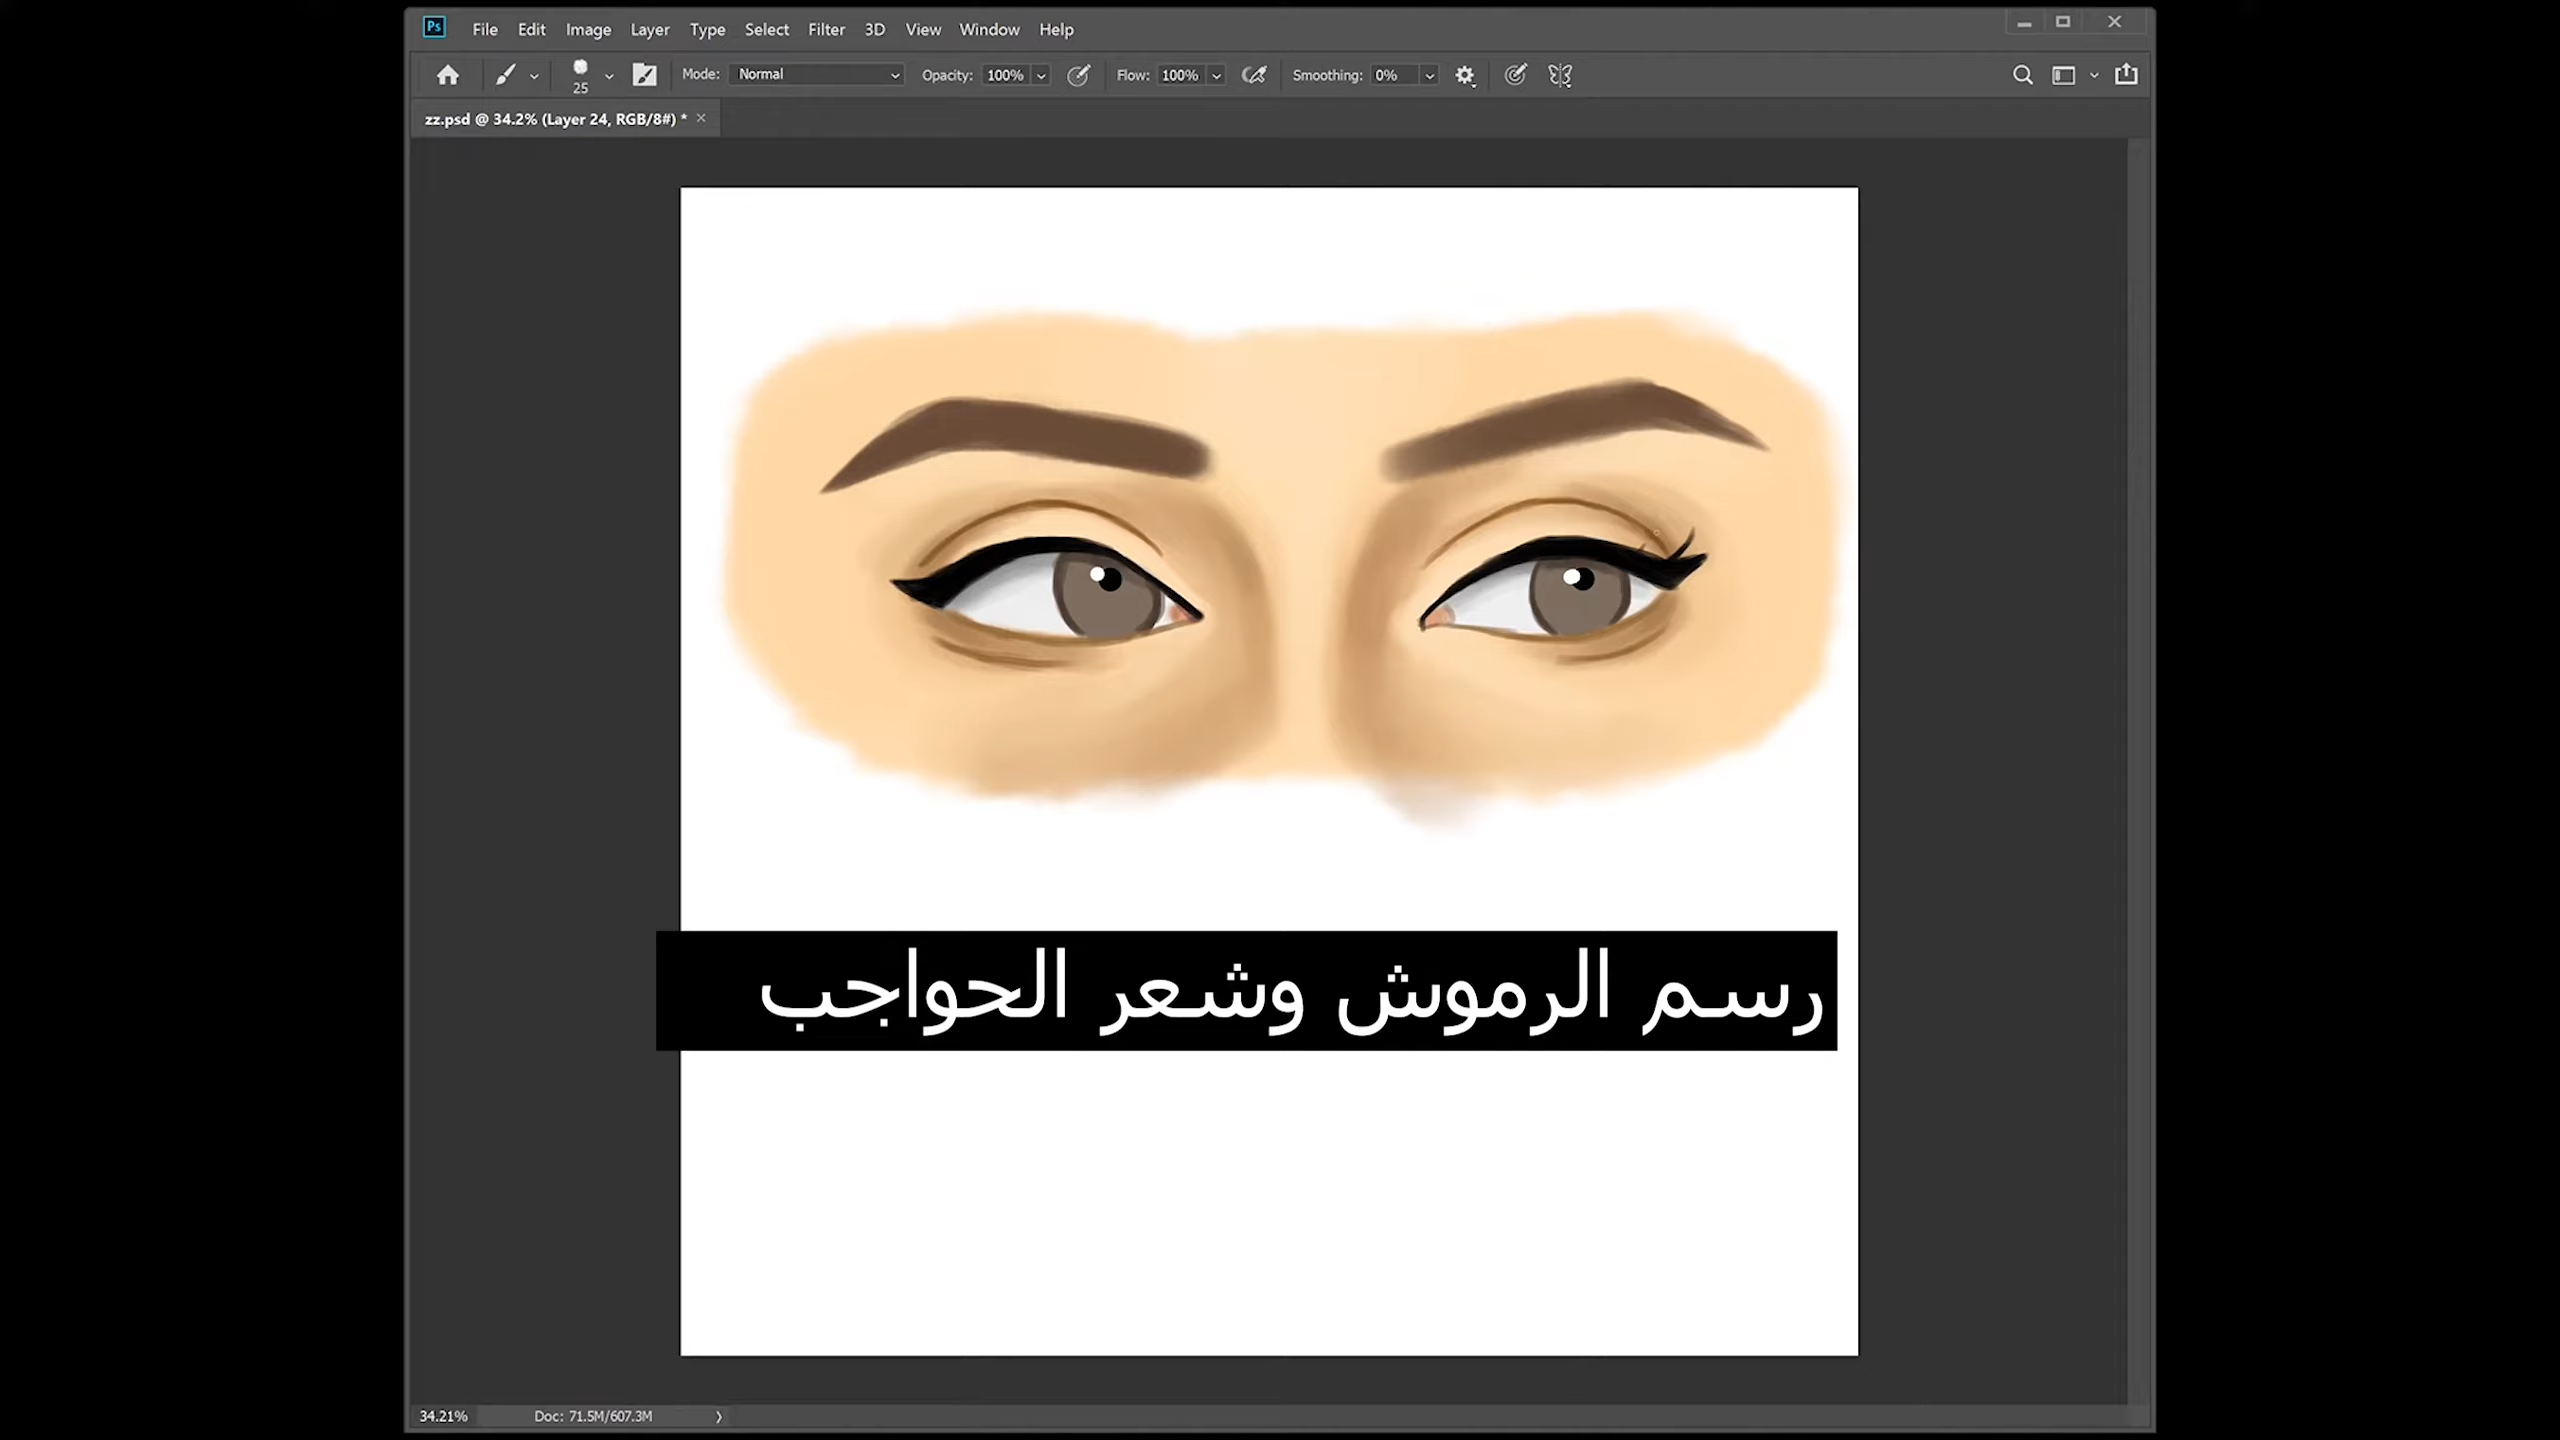 Ps File Edit Image Layer Type Select Filter 3D View Window Help
25 Mode: Normal Opacity: 100% Flow: 100% Smoothing: 0%
zz.psd @ 34.2% (Layer 24, RGB/8#) *
رسم الرموش وشعر الحواجب
34.21% Doc: 71.5M/607.3M